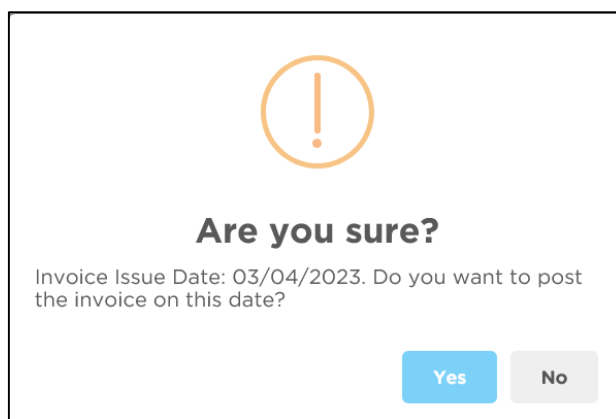 Are you sure?
Invoice Issue Date: 03/04/2023. Do you want to post
the invoice on this date?
Yes
No